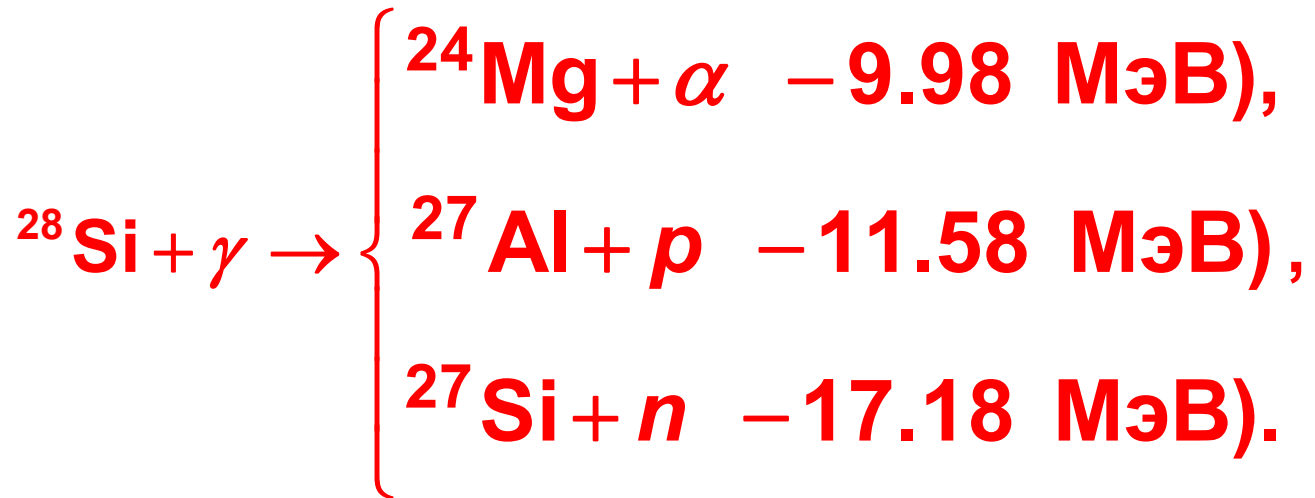 ²⁴Mg+α −9.98 МэВ),
²⁸Si+γ → { ²⁷Al+p −11.58 МэВ),
²⁷Si+n −17.18 МэВ).